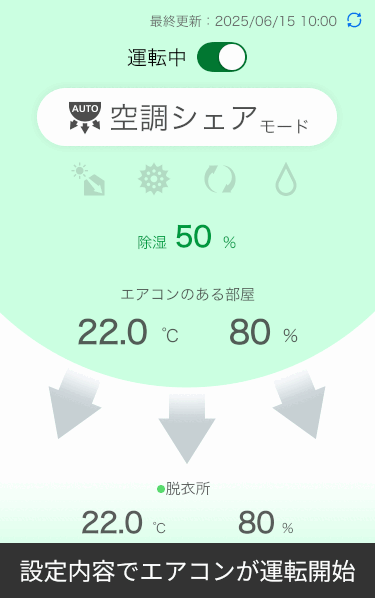 最終更新：2025/06/15 10:00
運転中
AUTO 空調シェアモード
除湿 50 %
エアコンのある部屋
22.0 ℃ 80 %
脱衣所
22.0 ℃ 80 %
設定内容でエアコンが運転開始